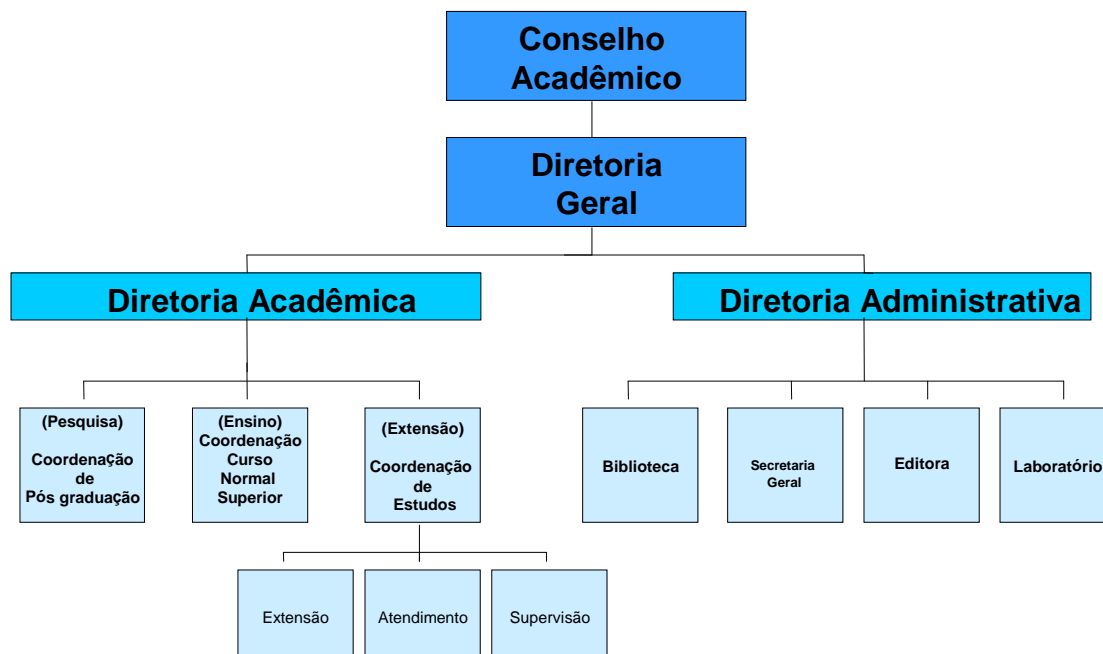 Conselho
Acadêmico
Diretoria
Geral
Diretoria Acadêmica
Diretoria Administrativa
(Pesquisa)
Coordenação
de
Pós graduação
(Ensino)
Coordenação
Curso
Normal
Superior
(Extensão)
Coordenação
de
Estudos
Biblioteca
Secretaria
Geral
Editora
Laboratório
Extensão
Atendimento
Supervisão